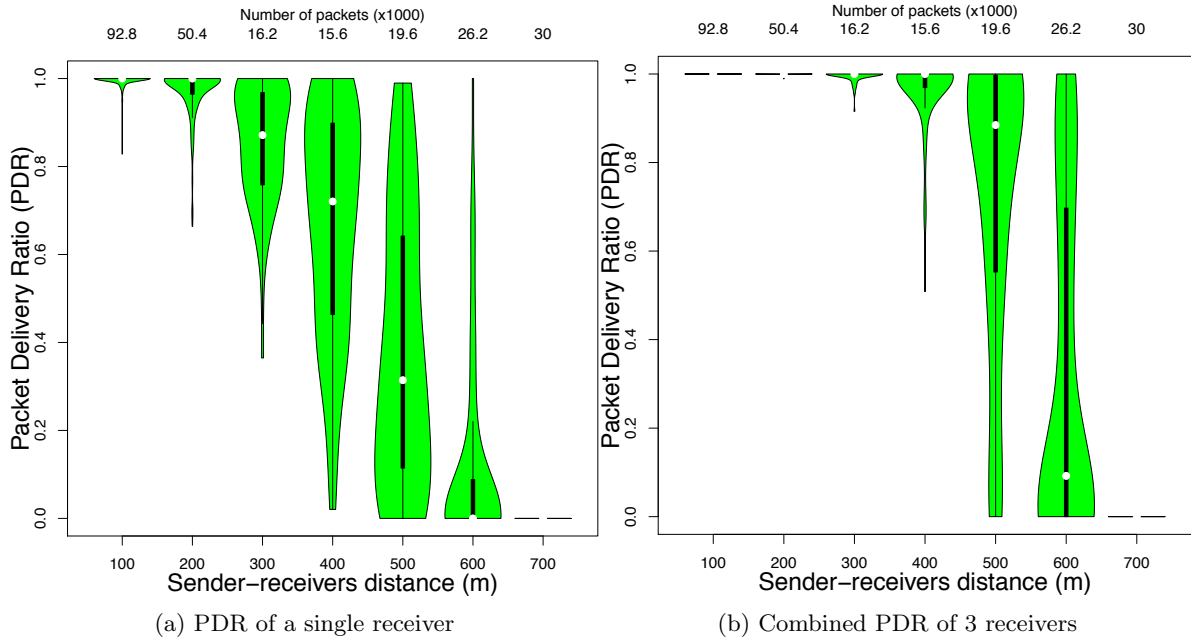 Number of packets (x1000)
92.8 50.4 16.2 15.6 19.6 26.2 30
Packet Delivery Ratio (PDR)
1.0
0.8
0.6
0.4
0.2
0.0
100 200 300 400 500 600 700
Sender−receivers distance (m)
(a) PDR of a single receiver
Number of packets (x1000)
92.8 50.4 16.2 15.6 19.6 26.2 30
Packet Delivery Ratio (PDR)
1.0
0.8
0.6
0.4
0.2
0.0
100 200 300 400 500 600 700
Sender−receivers distance (m)
(b) Combined PDR of 3 receivers